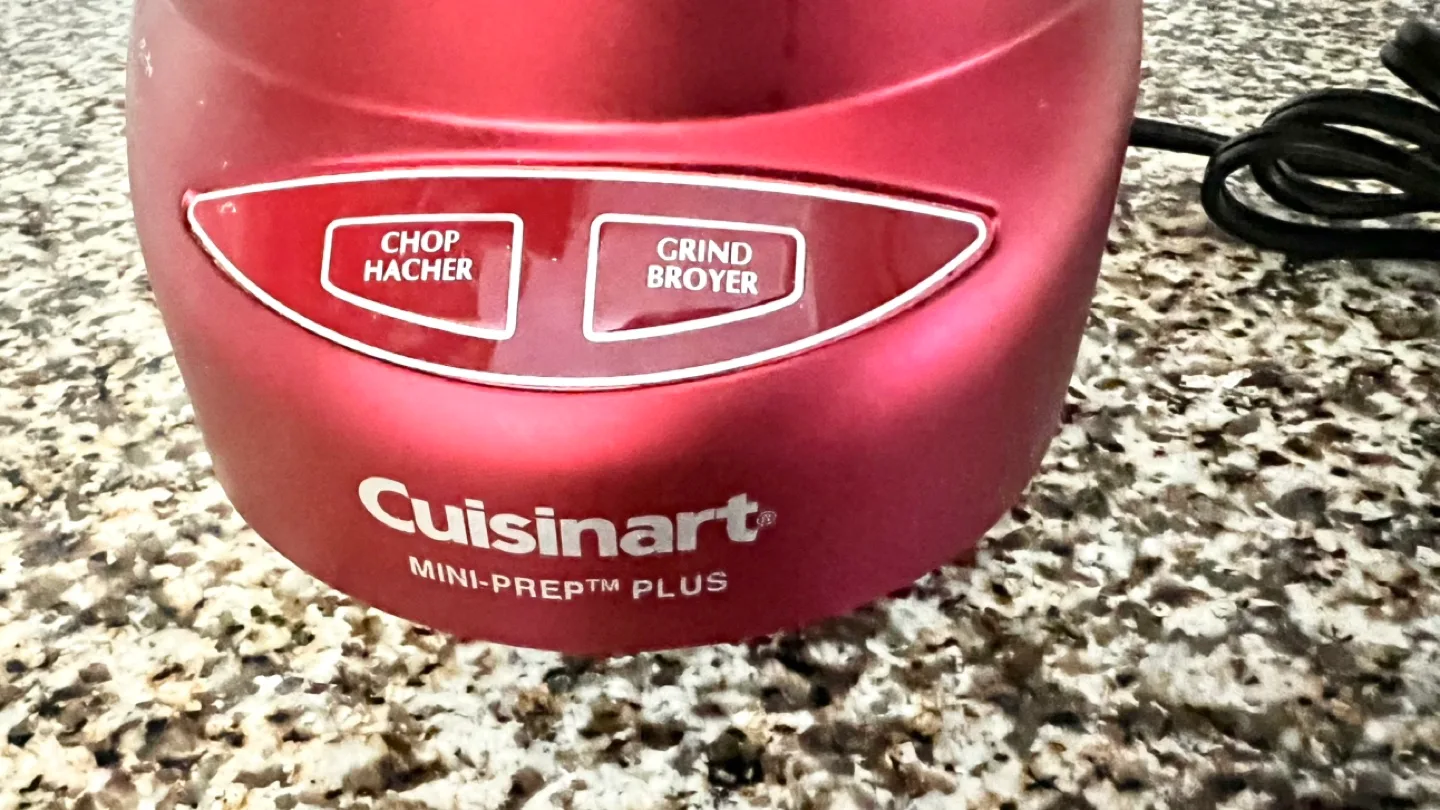 CHOP
HACHER
GRIND
BROYER
Cuisinart®
MINI-PREP™ PLUS